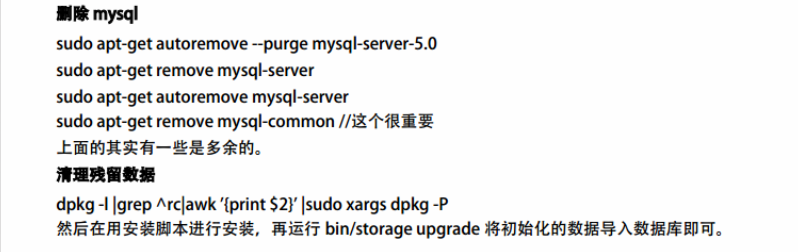 删除 mysql
sudo apt-get autoremove --purge mysql-server-5.0
sudo apt-get remove mysql-server
sudo apt-get autoremove mysql-server
sudo apt-get remove mysql-common //这个很重要
上面的其实有一些是多余的。
清理残留数据
dpkg -l |grep ^rc|awk ‘{print $2}’ |sudo xargs dpkg -P
然后在用安装脚本进行安装，再运行 bin/storage upgrade 将初始化的数据导入数据库即可。